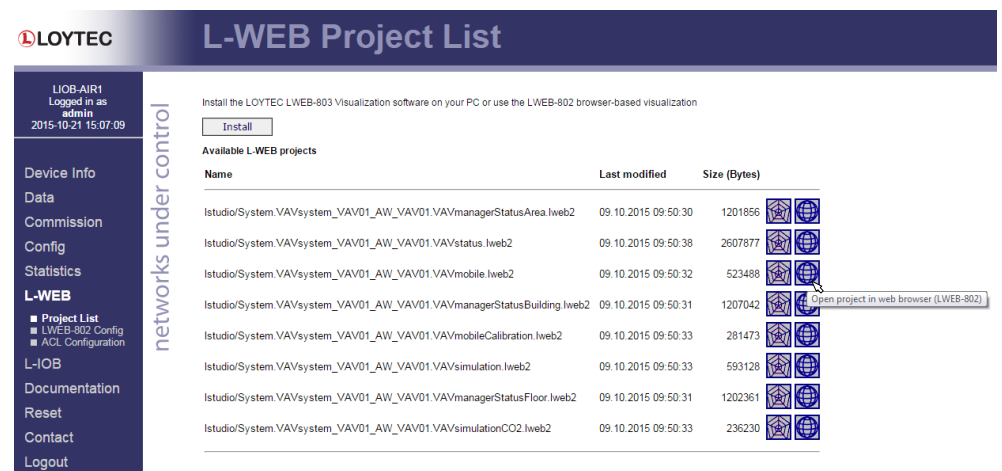 LOYTEC
L-WEB Project List
LIOB-AIR1
Logged in as
admin
2015-10-21 15:07:09
Device Info
Data
Commission
Config
Statistics
L-WEB
Project List
LWEB-802 Config
ACL Configuration
L-IOB
Documentation
Reset
Contact
Logout
networks under control
Install the LOYTEC LWEB-803 Visualization software on your PC or use the LWEB-802 browser-based visualization
Install
Available L-WEB projects
Name Last modified Size (Bytes)
lstudio/System.VAVsystem_VAV01_AW_VAV01.VAVmanagerStatusArea.lweb2 09.10.2015 09:50:30 1201856
lstudio/System.VAVsystem_VAV01_AW_VAV01.VAVstatus.lweb2 09.10.2015 09:50:38 2607877
lstudio/System.VAVsystem_VAV01_AW_VAV01.VAVmobile.lweb2 09.10.2015 09:50:32 523488
Open project in web browser (LWEB-802)
lstudio/System.VAVsystem_VAV01_AW_VAV01.VAVmanagerStatusBuilding.lweb2 09.10.2015 09:50:31 1207042
lstudio/System.VAVsystem_VAV01_AW_VAV01.VAVmobileCalibration.lweb2 09.10.2015 09:50:33 281473
lstudio/System.VAVsystem_VAV01_AW_VAV01.VAVsimulation.lweb2 09.10.2015 09:50:33 593128
lstudio/System.VAVsystem_VAV01_AW_VAV01.VAVmanagerStatusFloor.lweb2 09.10.2015 09:50:31 1202361
lstudio/System.VAVsystem_VAV01_AW_VAV01.VAVsimulationCO2.lweb2 09.10.2015 09:50:33 236230